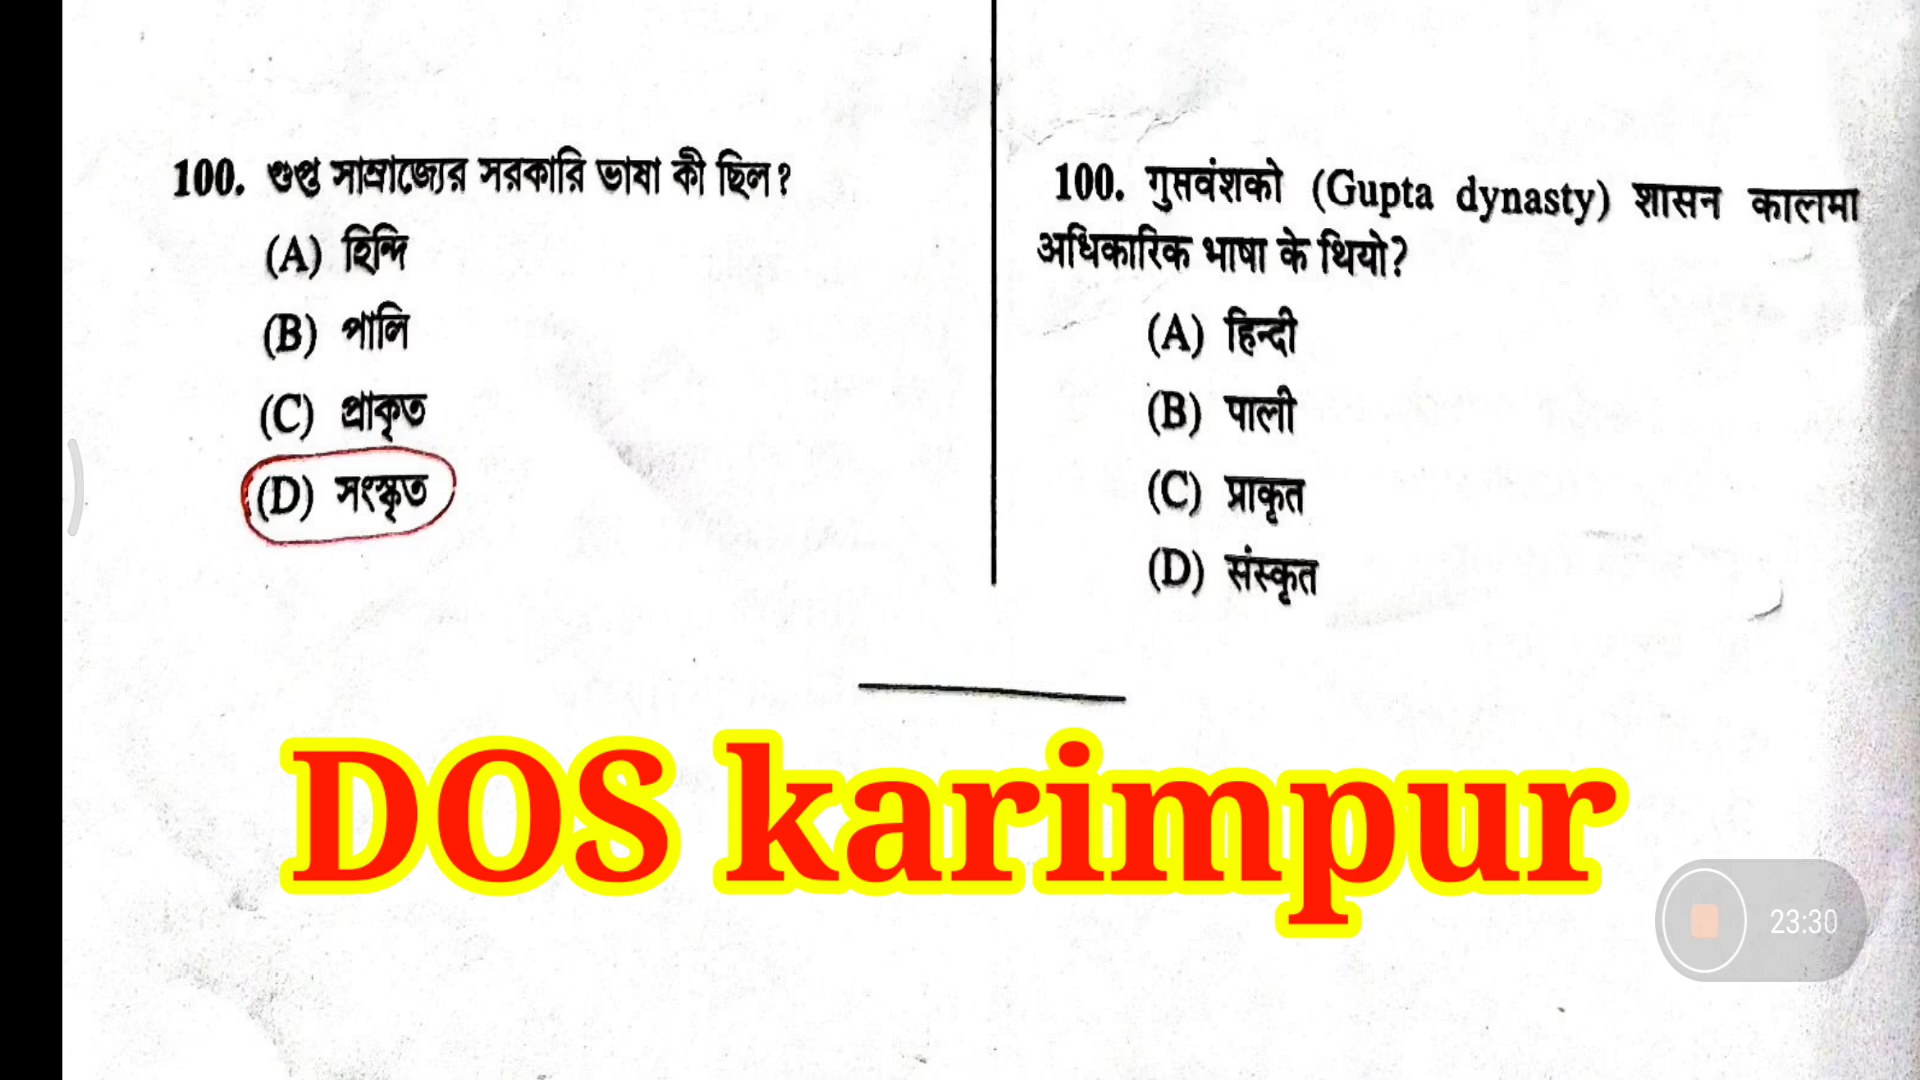 100. গুপ্ত সাম্রাজ্যের সরকারি ভাষা কী ছিল?
(A) হিন্দি
(B) পালি
(C) প্রাকৃত
(D) সংস্কৃত
100. गुप्तवंशको (Gupta dynasty) शासन कालमा
अधिकारिक भाषा के थियो?
(A) हिन्दी
(B) पाली
(C) प्राकृत
(D) संस्कृत
DOS karimpur
23:30